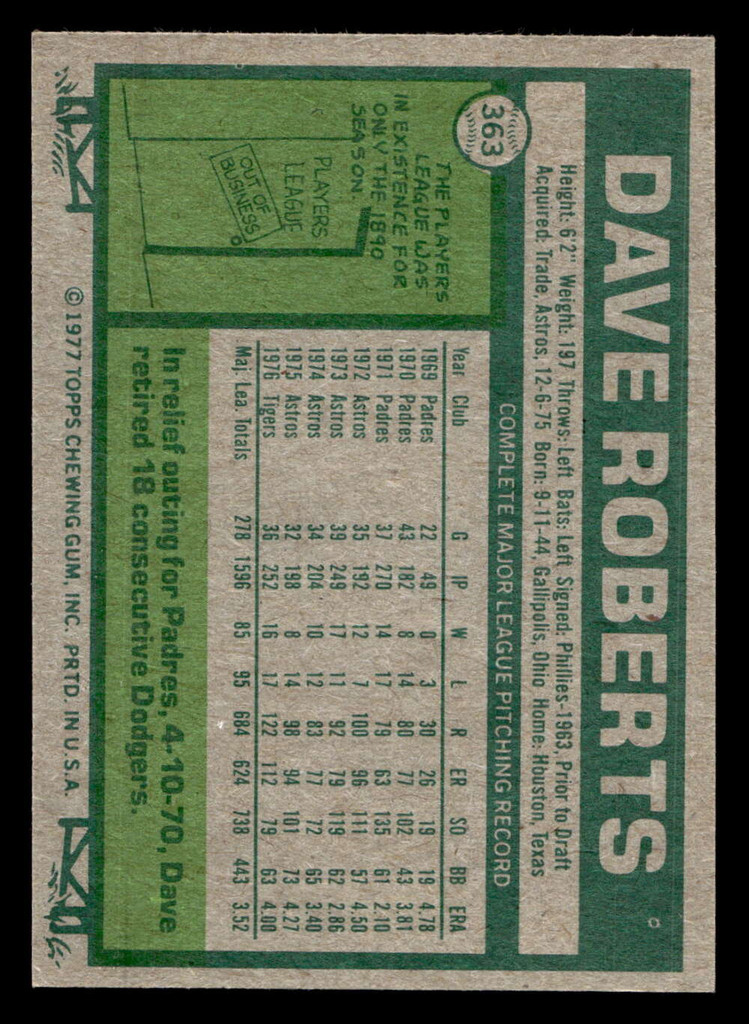 363
DAVE ROBERTS
Height: 6'2" Weight: 197 Throws: Left Bats: Left Signed: Phillies-1963, Prior to Draft
Acquired: Trade, Astros, 12-6-75 Born: 9-11-44, Gallipolis, Ohio Home: Houston, Texas
THE PLAYERS
LEAGUE WAS
IN EXISTENCE FOR
ONLY THE 1890
SEASON.
PLAYERS
LEAGUE
OUT OF
BUSINESS
COMPLETE MAJOR LEAGUE PITCHING RECORD
Year Club G IP W L R ER SO BB ERA
1969 Padres 22 49 0 3 30 26 19 19 4.78
1970 Padres 43 182 8 14 80 77 102 43 3.81
1971 Padres 37 270 14 17 79 63 135 61 2.10
1972 Astros 35 192 12 7 100 96 111 57 4.50
1973 Astros 39 249 17 11 92 79 119 62 2.86
1974 Astros 34 204 10 12 83 77 72 65 3.40
1975 Astros 32 198 8 14 98 94 101 73 4.27
1976 Tigers 36 252 16 17 122 112 79 63 4.00
Maj. Lea. Totals 278 1596 85 95 684 624 738 443 3.52
In relief outing for Padres, 4-10-70, Dave
retired 18 consecutive Dodgers.
© 1977 TOPPS CHEWING GUM, INC. PRTD. IN U.S.A.